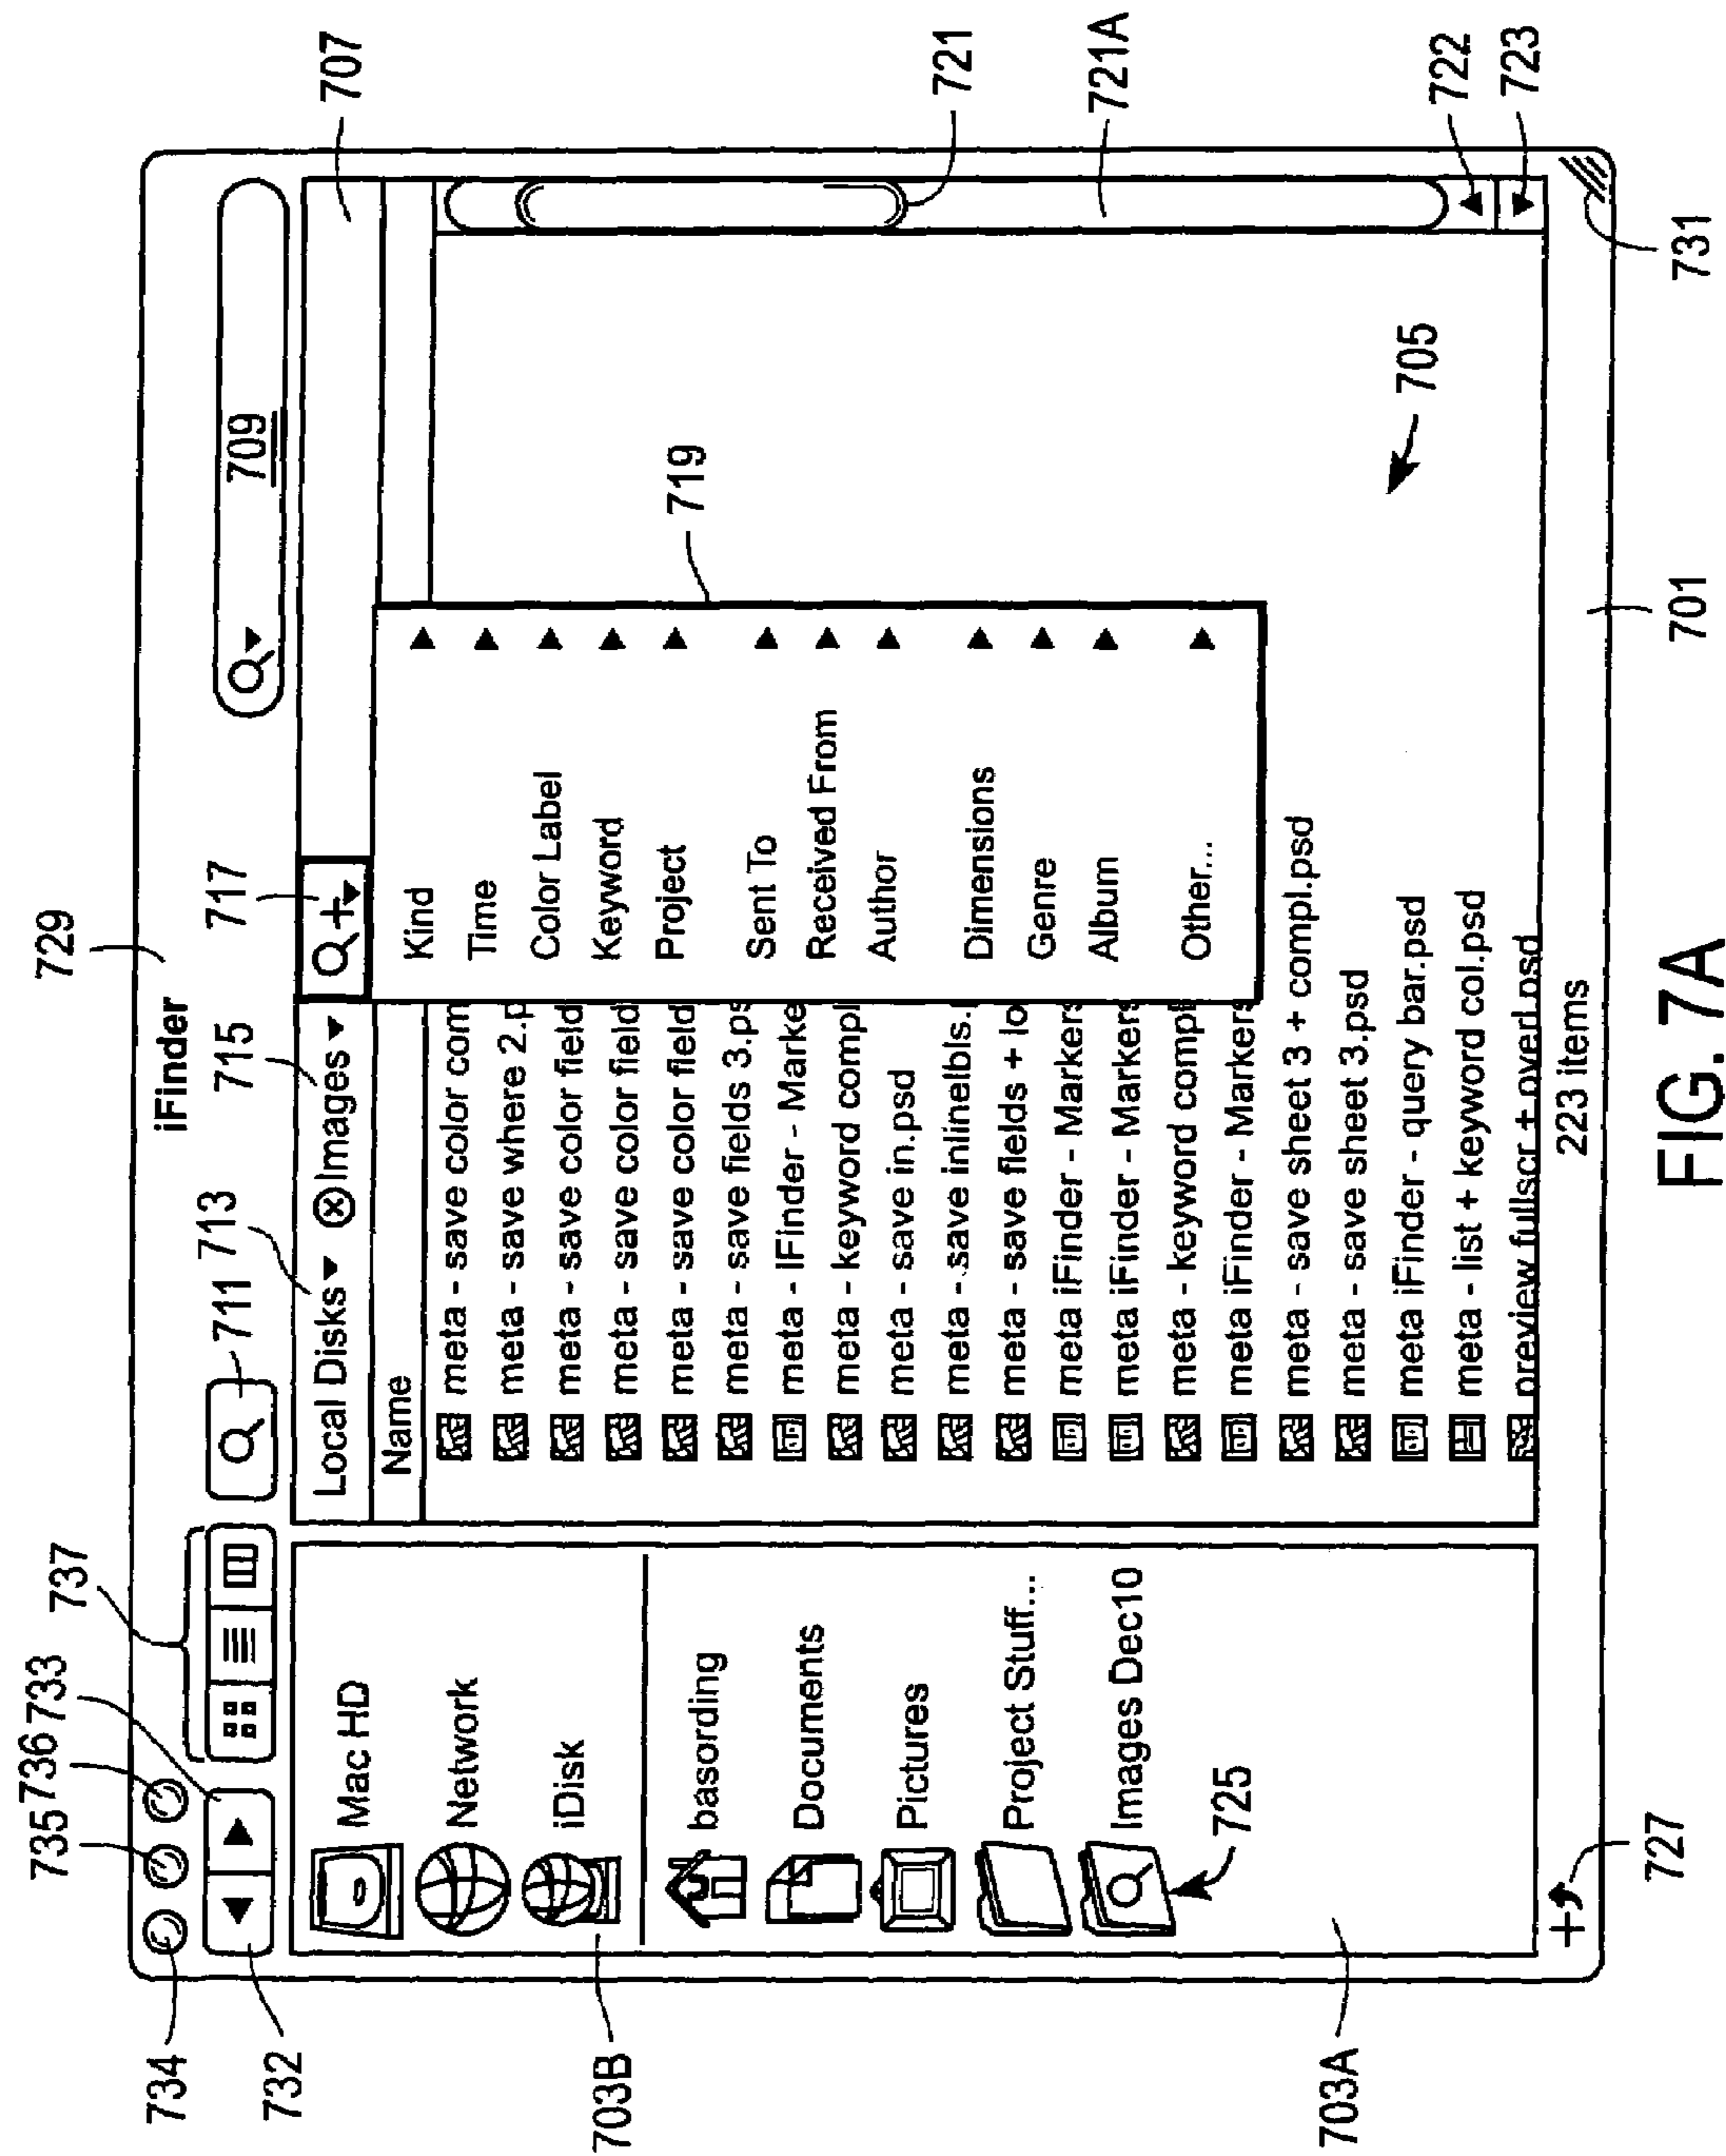 729
iFinder
734
735
736
733
737
732
711
713
715
717
709
707
Local Disks
Images
Name
Mac HD
Network
iDisk
703B
basording
Documents
Pictures
Project Stuff...
Images Dec10
725
703A
727
meta - save color com
meta - save where 2.p
meta - save color field
meta - save color field
meta - save color field
meta - save fields 3.ps
meta - IFinder - Marke
meta - keyword compl
meta - save in.psd
meta - save inlinelbls.
meta - save fields + lo
meta iFinder - Markers
meta iFinder - Markers
meta - keyword compl
meta iFinder - Markers
meta - save sheet 3 + compl.psd
meta - save sheet 3.psd
meta iFinder - query bar.psd
meta - list + keyword col.psd
preview fullscr + overl.psd
Kind
Time
Color Label
Keyword
Project
Sent To
Received From
Author
Dimensions
Genre
Album
Other...
719
721
721A
722
723
705
223 items
701
731
FIG. 7A